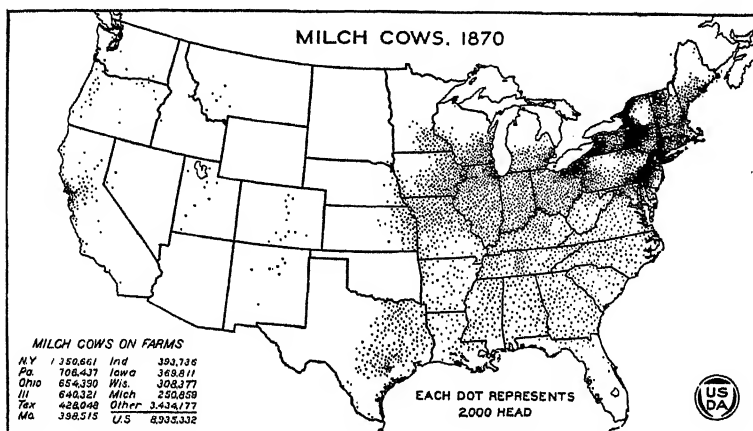 MILCH COWS, 1870
MILCH COWS ON FARMS
N.Y 1,350,661 Ind 393,736
Pa. 706,437 Iowa 369,811
Ohio 654,390 Wis. 308,377
Ill 640,321 Mich 250,859
Tex 428,048 Other 3,434,177
Mo. 398,515 U.S 8,935,332
EACH DOT REPRESENTS
2,000 HEAD
US
DA